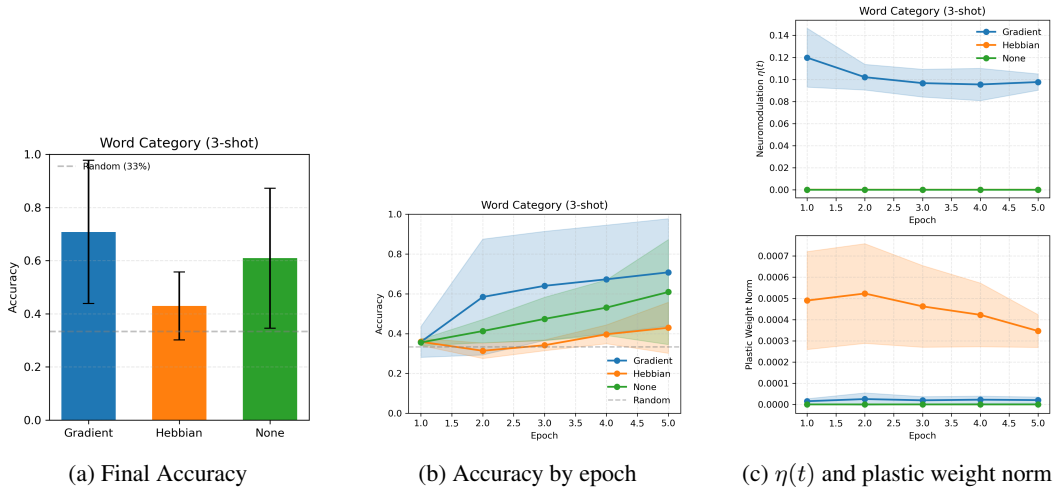 Word Category (3-shot)
1.0
0.8
0.6
0.4
0.2
0.0
Accuracy
Random (33%)
Gradient
Hebbian
None
(a) Final Accuracy
Word Category (3-shot)
1.0
0.8
0.6
0.4
0.2
0.0
Accuracy
Gradient
Hebbian
None
Random
1.0 1.5 2.0 2.5 3.0 3.5 4.0 4.5 5.0
Epoch
(b) Accuracy by epoch
Word Category (3-shot)
0.14
0.12
0.10
0.08
0.06
0.04
0.02
0.00
Neuromodulation η(t)
Gradient
Hebbian
None
1.0 1.5 2.0 2.5 3.0 3.5 4.0 4.5 5.0
Epoch
0.0007
0.0006
0.0005
0.0004
0.0003
0.0002
0.0001
0.0000
Plastic Weight Norm
1.0 1.5 2.0 2.5 3.0 3.5 4.0 4.5 5.0
Epoch
(c) η(t) and plastic weight norm